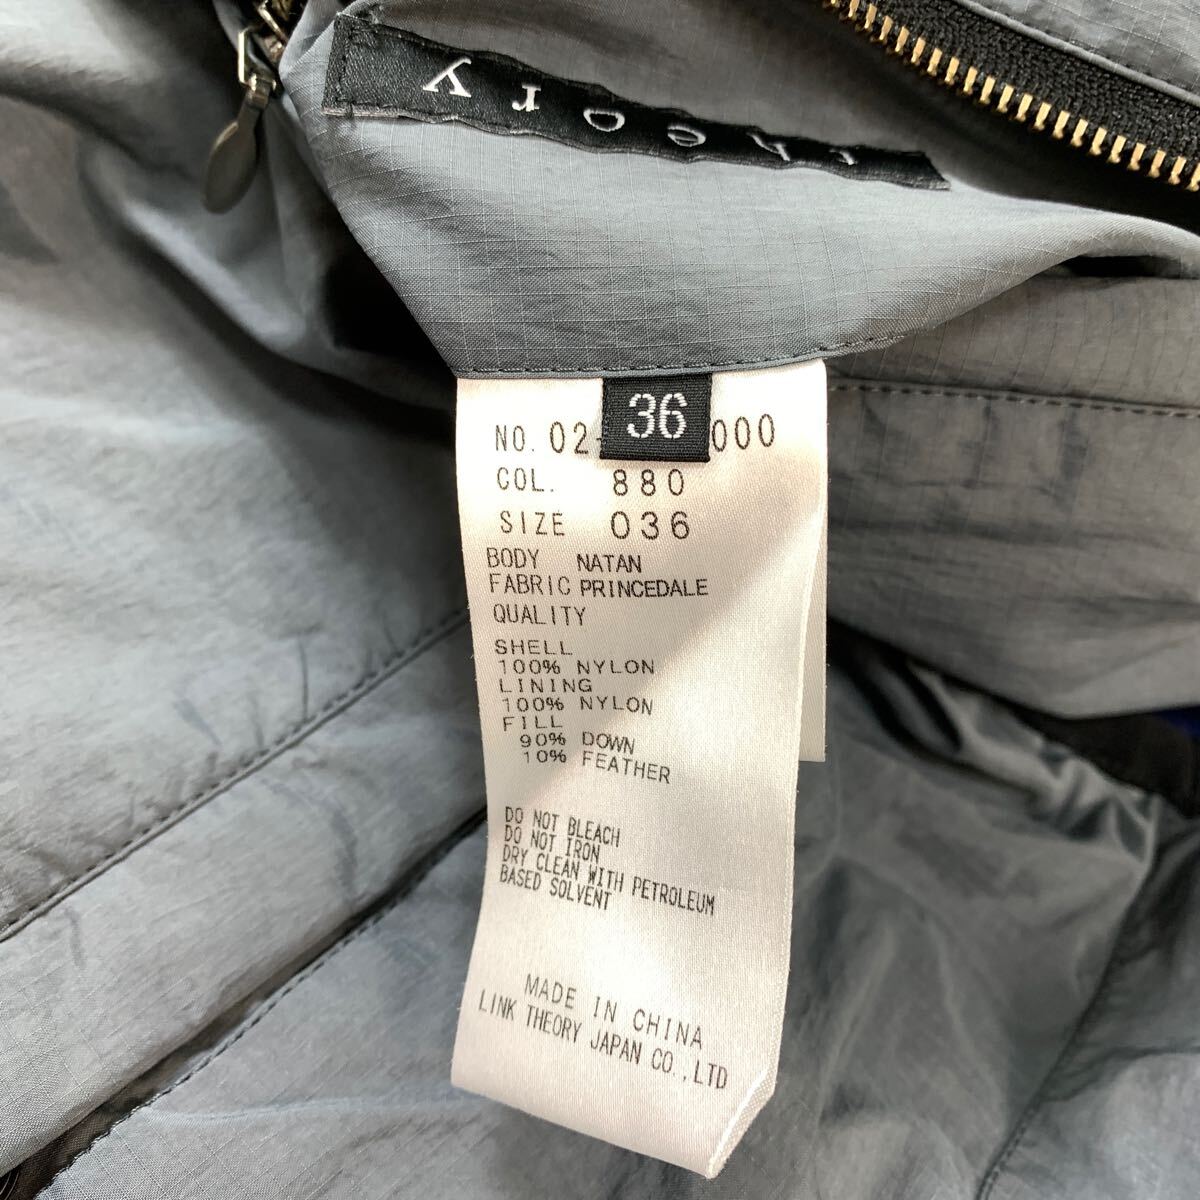 theory
36
NO. 02- 000
COL. 880
SIZE 036
BODY NATAN
FABRIC PRINCEDALE
QUALITY
SHELL
100% NYLON
LINING
100% NYLON
FILL
90% DOWN
10% FEATHER
DO NOT BLEACH
DO NOT IRON
DRY CLEAN WITH PETROLEUM
BASED SOLVENT
MADE IN CHINA
LINK THEORY JAPAN CO.,LTD